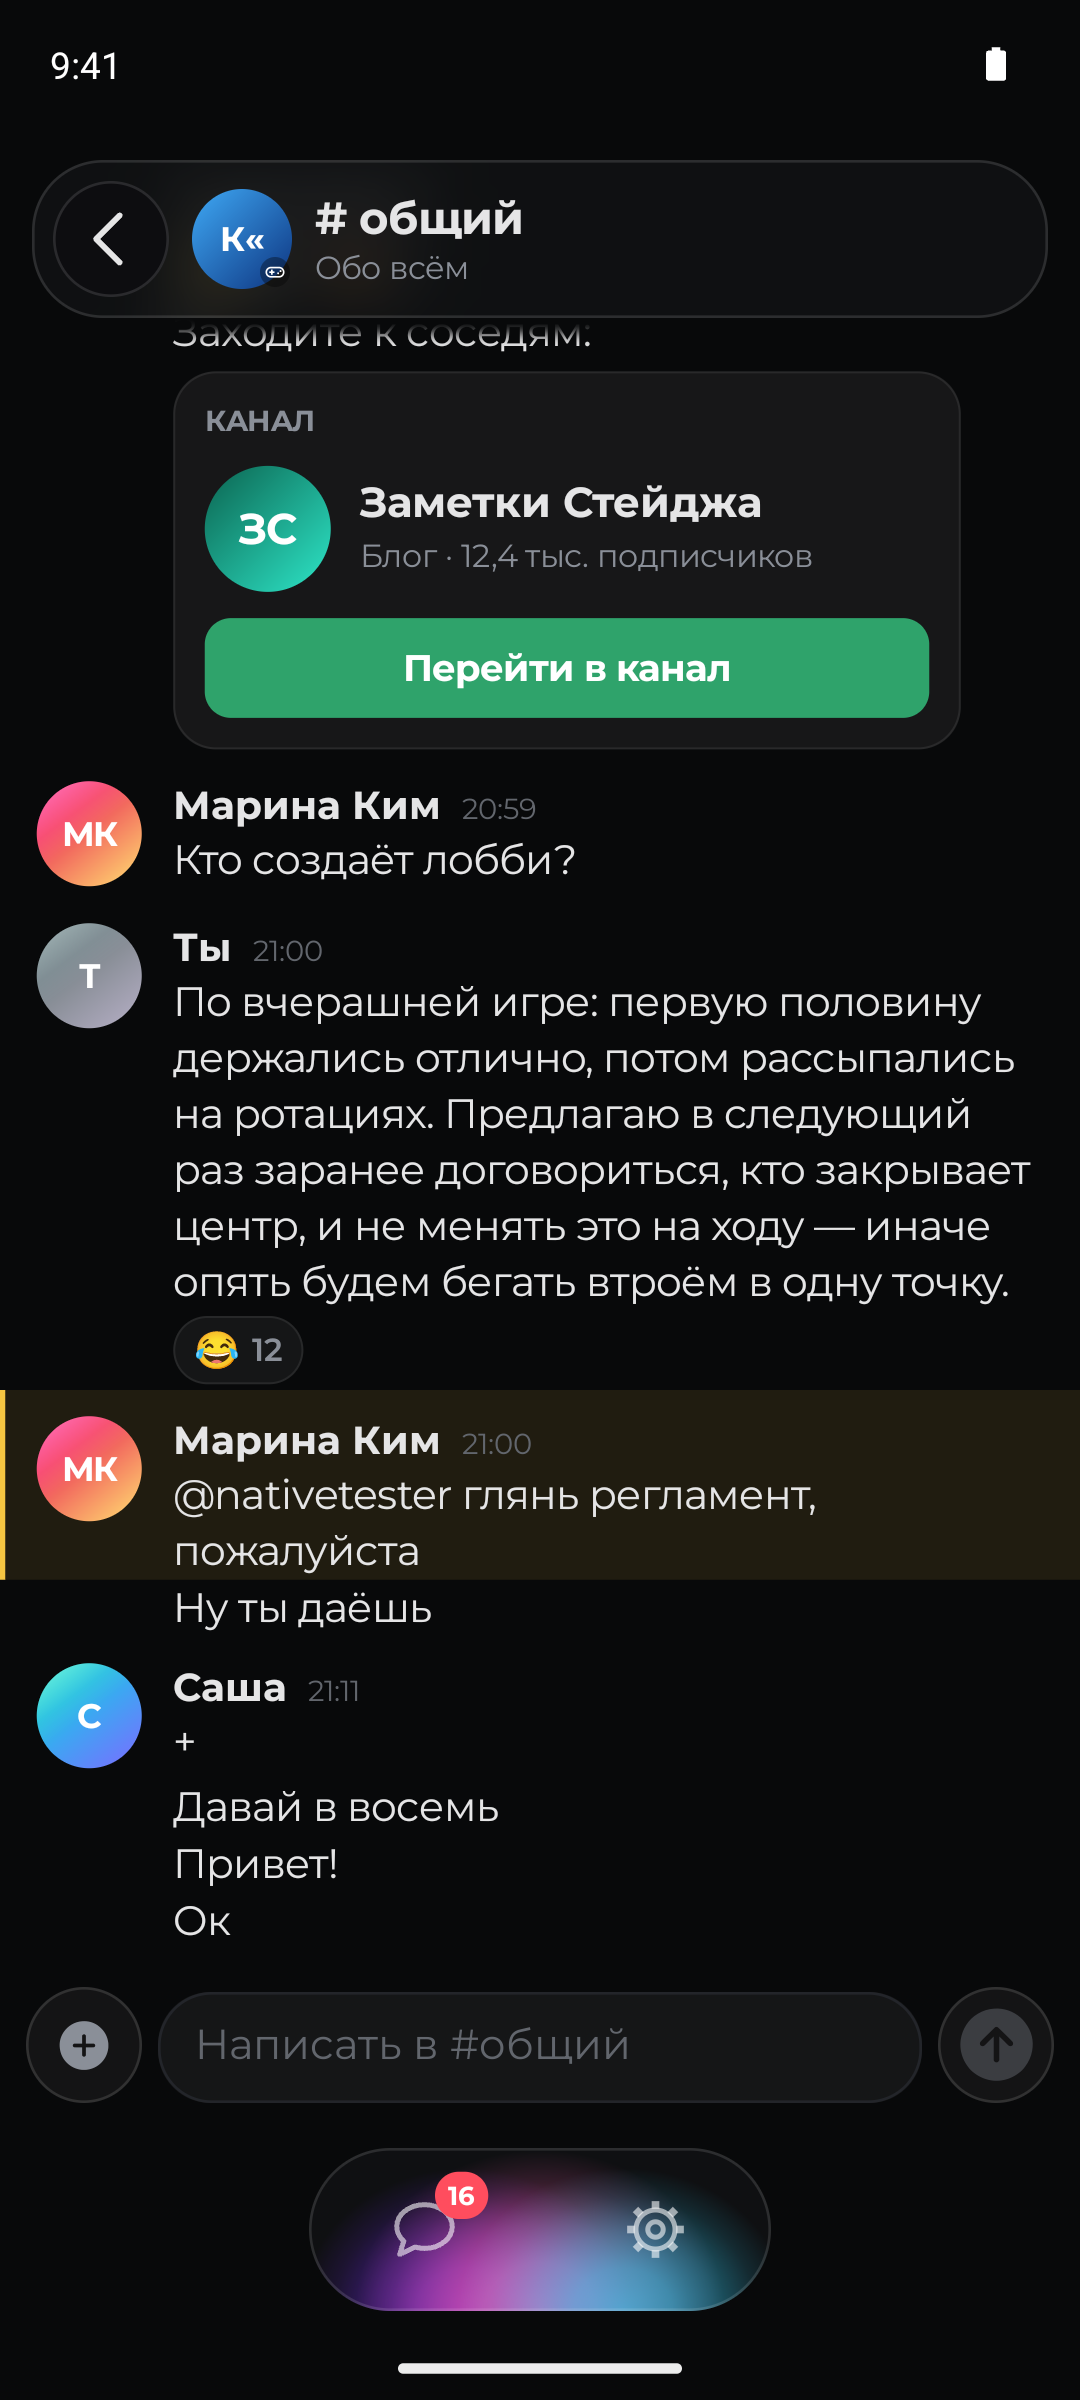 9:41
К«
# общий
Обо всём
Заходите к соседям:
КАНАЛ
ЗС
Заметки Стейджа
Блог · 12,4 тыс. подписчиков
Перейти в канал
МК
Марина Ким 20:59
Кто создаёт лобби?
Т
Ты 21:00
По вчерашней игре: первую половину
держались отлично, потом рассыпались
на ротациях. Предлагаю в следующий
раз заранее договориться, кто закрывает
центр, и не менять это на ходу — иначе
опять будем бегать втроём в одну точку.
😂 12
МК
Марина Ким 21:00
@nativetester глянь регламент,
пожалуйста
Ну ты даёшь
С
Саша 21:11
+
Давай в восемь
Привет!
Ок
Написать в #общий
16